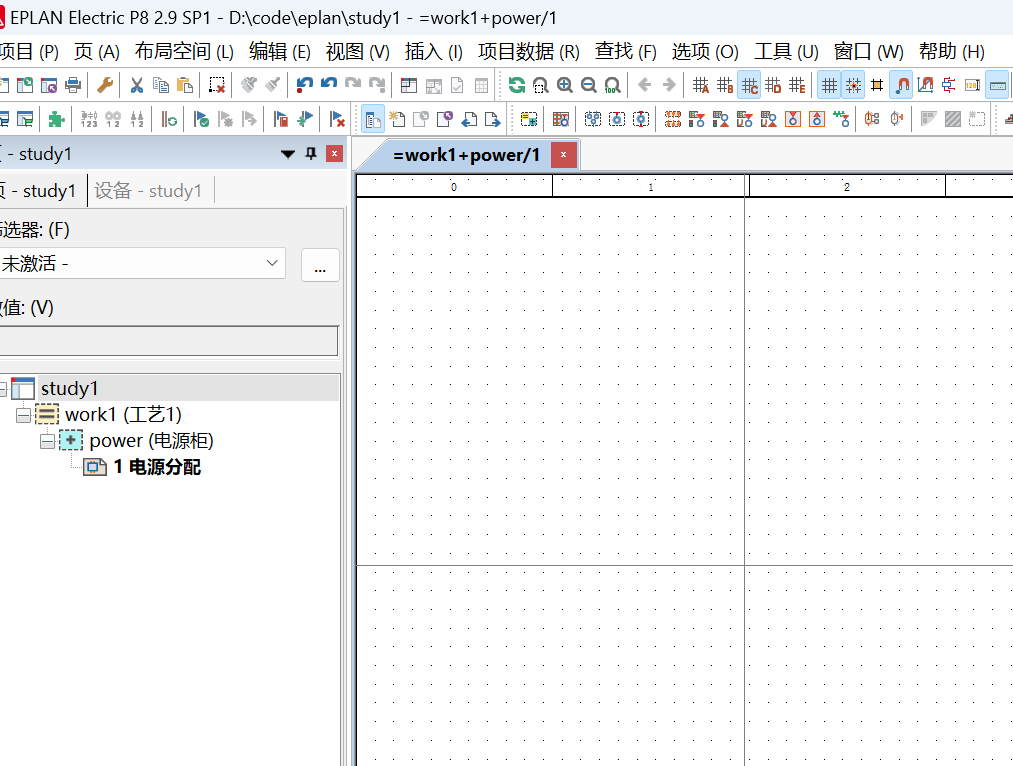 EPLAN Electric P8 2.9 SP1 - D:\code\eplan\study1 - =work1+power/1
项目 (P) 页 (A) 布局空间 (L) 编辑 (E) 视图 (V) 插入 (I) 项目数据 (R) 查找 (F) 选项 (O) 工具 (U) 窗口 (W) 帮助 (H)
- study1
=work1+power/1
页 - study1 设备 - study1
0 1 2
筛选器: (F)
未激活 -
...
值: (V)
study1
work1 (工艺1)
power (电源柜)
1 电源分配